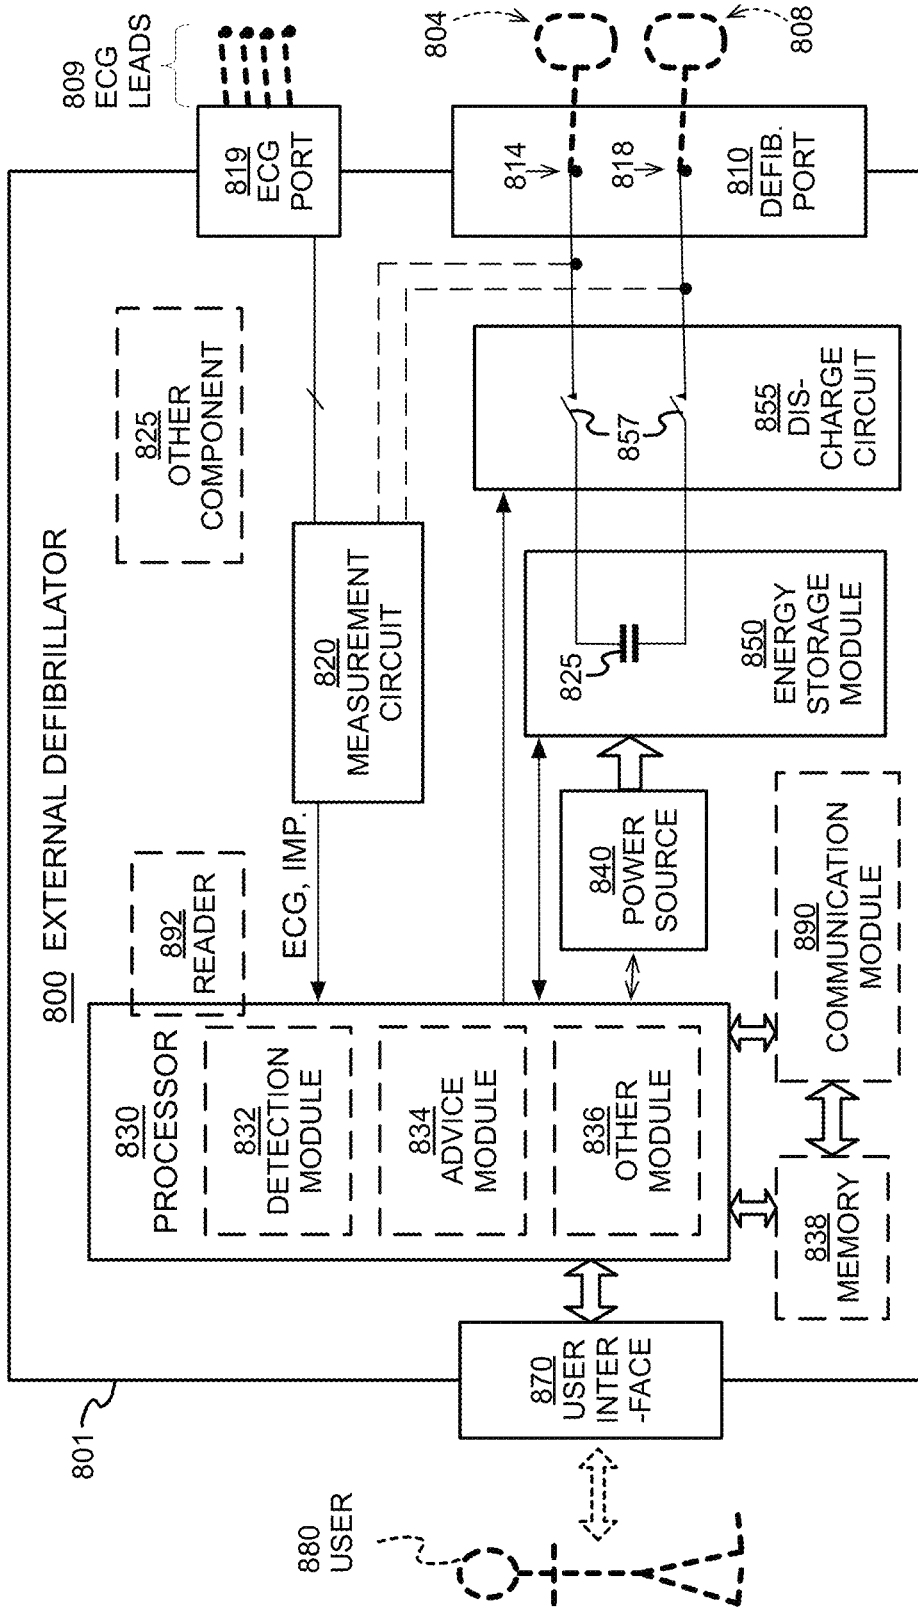 800 EXTERNAL DEFIBRILLATOR
801
880
USER
870
USER
INTER
-FACE
830
PROCESSOR
832
DETECTION
MODULE
834
ADVICE
MODULE
836
OTHER
MODULE
838
MEMORY
892
READER
ECG, IMP.
840
POWER
SOURCE
890
COMMUNICATION
MODULE
820
MEASUREMENT
CIRCUIT
825
OTHER
COMPONENT
825
850
ENERGY
STORAGE
MODULE
857
855
DIS-
CHARGE
CIRCUIT
819
ECG
PORT
809
ECG
LEADS
814
818
810
DEFIB.
PORT
804
808